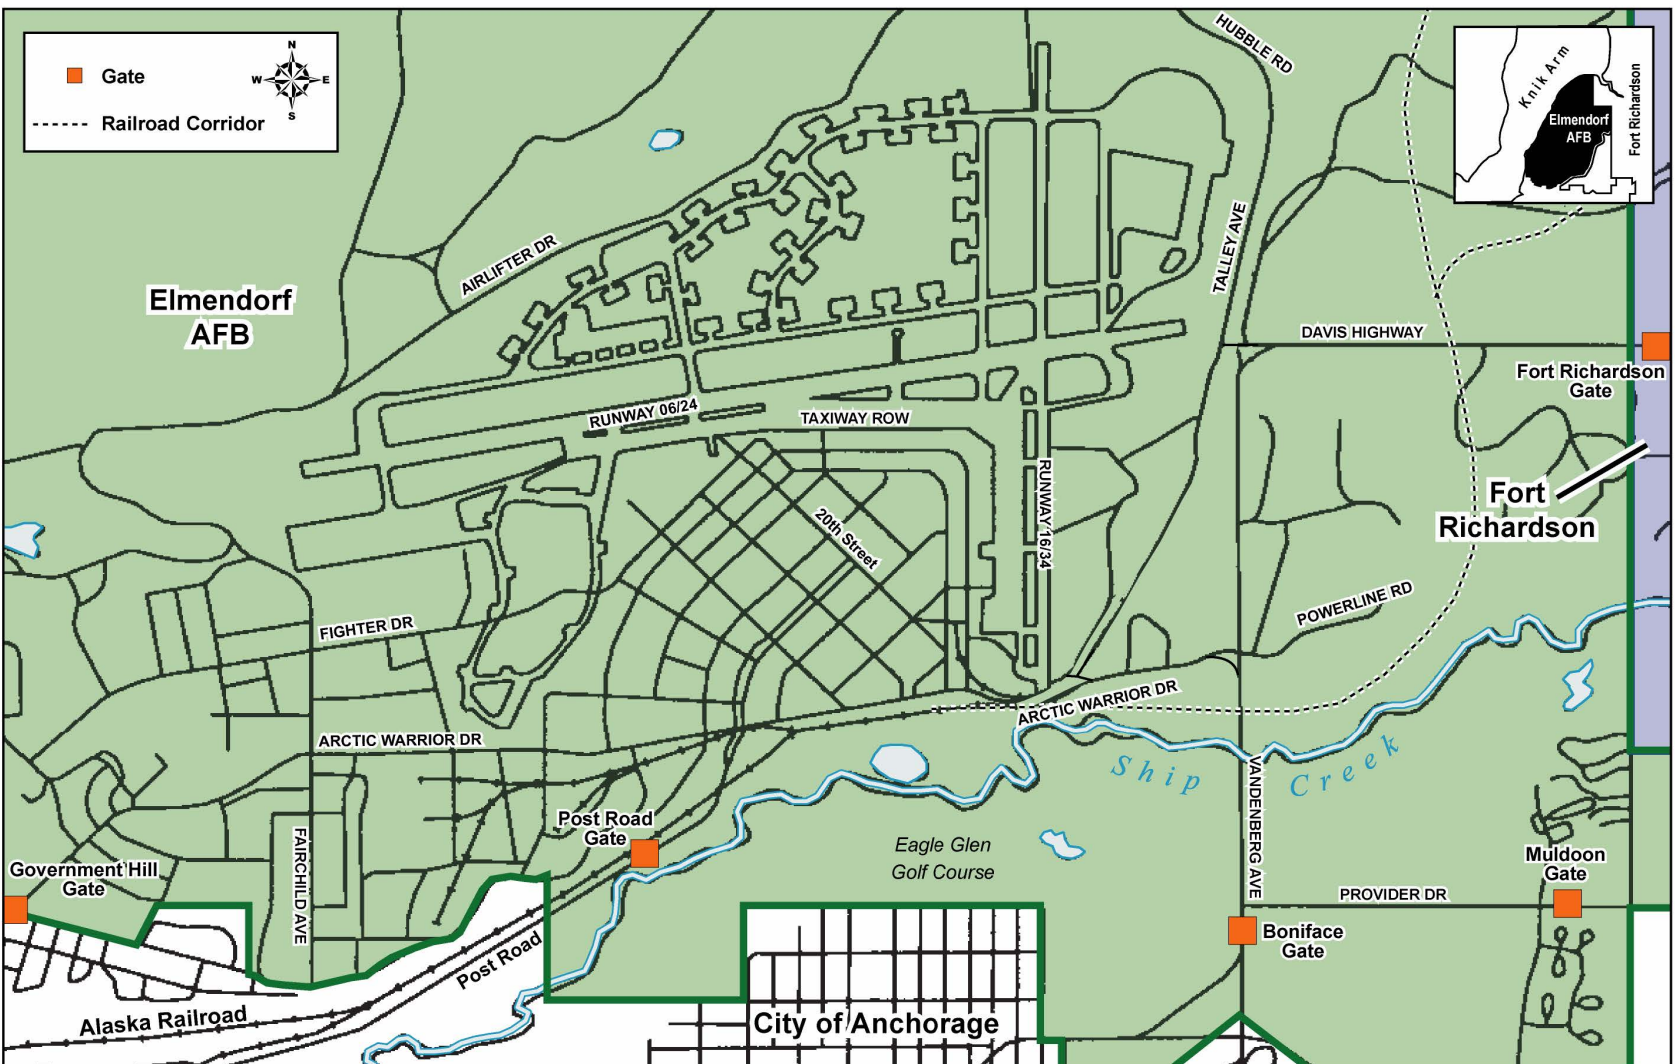 HUBBLE RD
N
W
E
S
Gate
Railroad Corridor
Knik Arm
Elmendorf
AFB
Fort Richardson
AIRLIFTER DR
TALLEY AVE
Elmendorf
AFB
DAVIS HIGHWAY
Fort Richardson
Gate
RUNWAY 06/24
TAXIWAY ROW
RUNWAY 16/34
20th Street
Fort
Richardson
FIGHTER DR
POWERLINE RD
ARCTIC WARRIOR DR
ARCTIC WARRIOR DR
Ship Creek
VANDENBERG AVE
Post Road
Gate
Eagle Glen
Golf Course
FAIRCHILD AVE
Government Hill
Gate
Muldoon
Gate
PROVIDER DR
Boniface
Gate
Post Road
Alaska Railroad
City of Anchorage